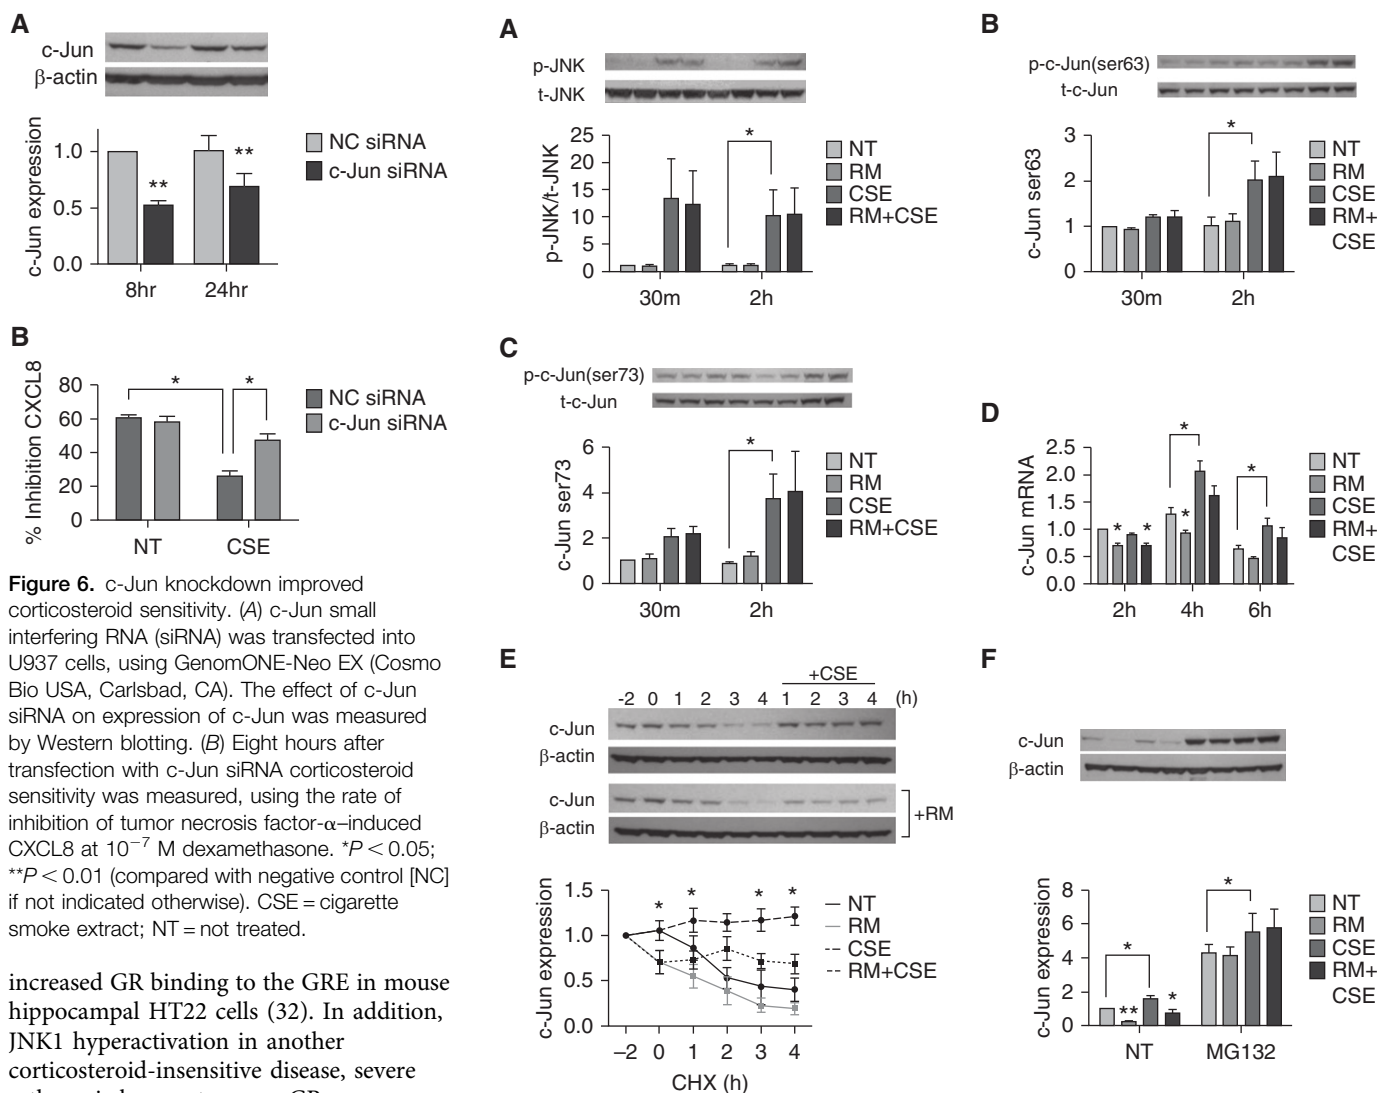 A
c-Jun
β-actin
c-Jun expression
1.0
0.5
0.0
**
**
8hr
24hr
NC siRNA
c-Jun siRNA
B
% Inhibition CXCL8
80
60
40
20
0
*
*
NT
CSE
NC siRNA
c-Jun siRNA
Figure 6. c-Jun knockdown improved
corticosteroid sensitivity. (A) c-Jun small
interfering RNA (siRNA) was transfected into
U937 cells, using GenomONE-Neo EX (Cosmo
Bio USA, Carlsbad, CA). The effect of c-Jun
siRNA on expression of c-Jun was measured
by Western blotting. (B) Eight hours after
transfection with c-Jun siRNA corticosteroid
sensitivity was measured, using the rate of
inhibition of tumor necrosis factor-α–induced
CXCL8 at 10⁻⁷ M dexamethasone. *P < 0.05;
**P < 0.01 (compared with negative control [NC]
if not indicated otherwise). CSE = cigarette
smoke extract; NT = not treated.
increased GR binding to the GRE in mouse
hippocampal HT22 cells (32). In addition,
JNK1 hyperactivation in another
corticosteroid-insensitive disease, severe
A
p-JNK
t-JNK
p-JNK/t-JNK
25
20
15
10
5
0
*
30m
2h
NT
RM
CSE
RM+CSE
B
p-c-Jun(ser63)
t-c-Jun
c-Jun ser63
3
2
1
0
*
30m
2h
NT
RM
CSE
RM+
CSE
C
p-c-Jun(ser73)
t-c-Jun
c-Jun ser73
6
4
2
0
*
30m
2h
NT
RM
CSE
RM+CSE
D
c-Jun mRNA
2.5
2.0
1.5
1.0
0.5
0.0
* *
* *
*
2h
4h
6h
NT
RM
CSE
RM+
CSE
E
+CSE
-2 0 1 2 3 4 1 2 3 4 (h)
c-Jun
β-actin
c-Jun
β-actin
+RM
c-Jun expression
1.5
1.0
0.5
0.0
* * * *
–2 0 1 2 3 4
CHX (h)
NT
RM
CSE
RM+CSE
F
c-Jun
β-actin
c-Jun expression
8
6
4
2
0
*
** *
*
NT
MG132
NT
RM
CSE
RM+
CSE